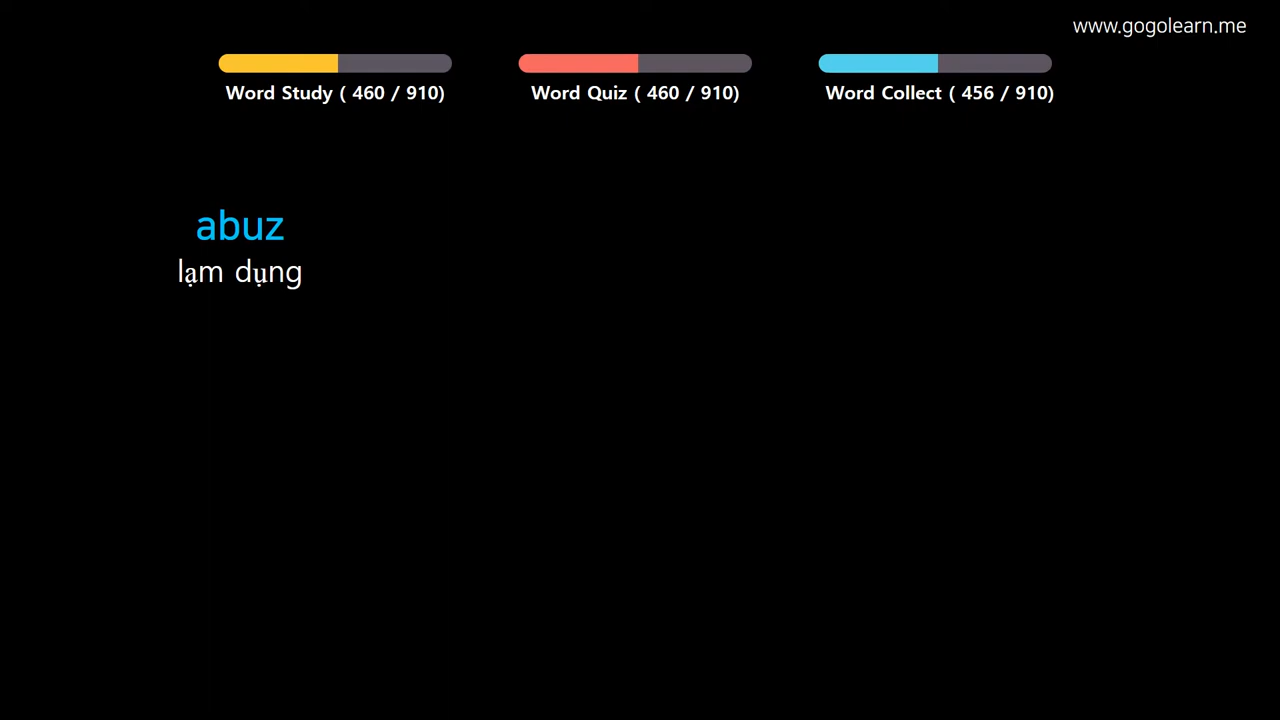 www.gogolearn.me
Word Study ( 460 / 910)
Word Quiz ( 460 / 910)
Word Collect ( 456 / 910)
abuz
lạm dụng